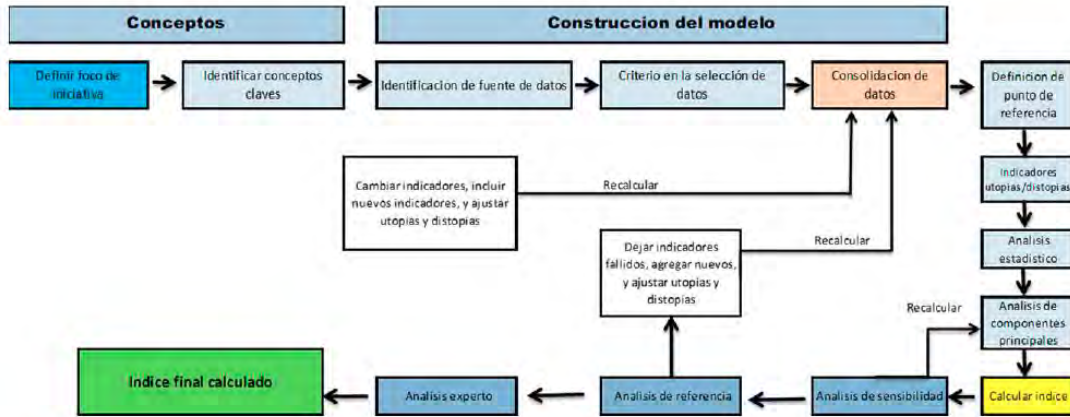 Conceptos
Construccion del modelo
Definir foco de
iniciativa
Identificar conceptos
claves
Identificacion de fuente de datos
Criterio en la selección de
datos
Consolidacion de
datos
Definicion de
punto de
referencia
Cambiar indicadores, incluir
nuevos indicadores, y ajustar
utopias y distopias
Recalcular
Indicadores
utopias/distopias
Dejar indicadores
fallidos, agregar nuevos,
y ajustar utopias y
distopias
Recalcular
Analisis
estadistico
Recalcular
Analisis de
componentes
principales
Indice final calculado
Analisis experto
Analisis de referencia
Analisis de sensibilidad
Calcular indice